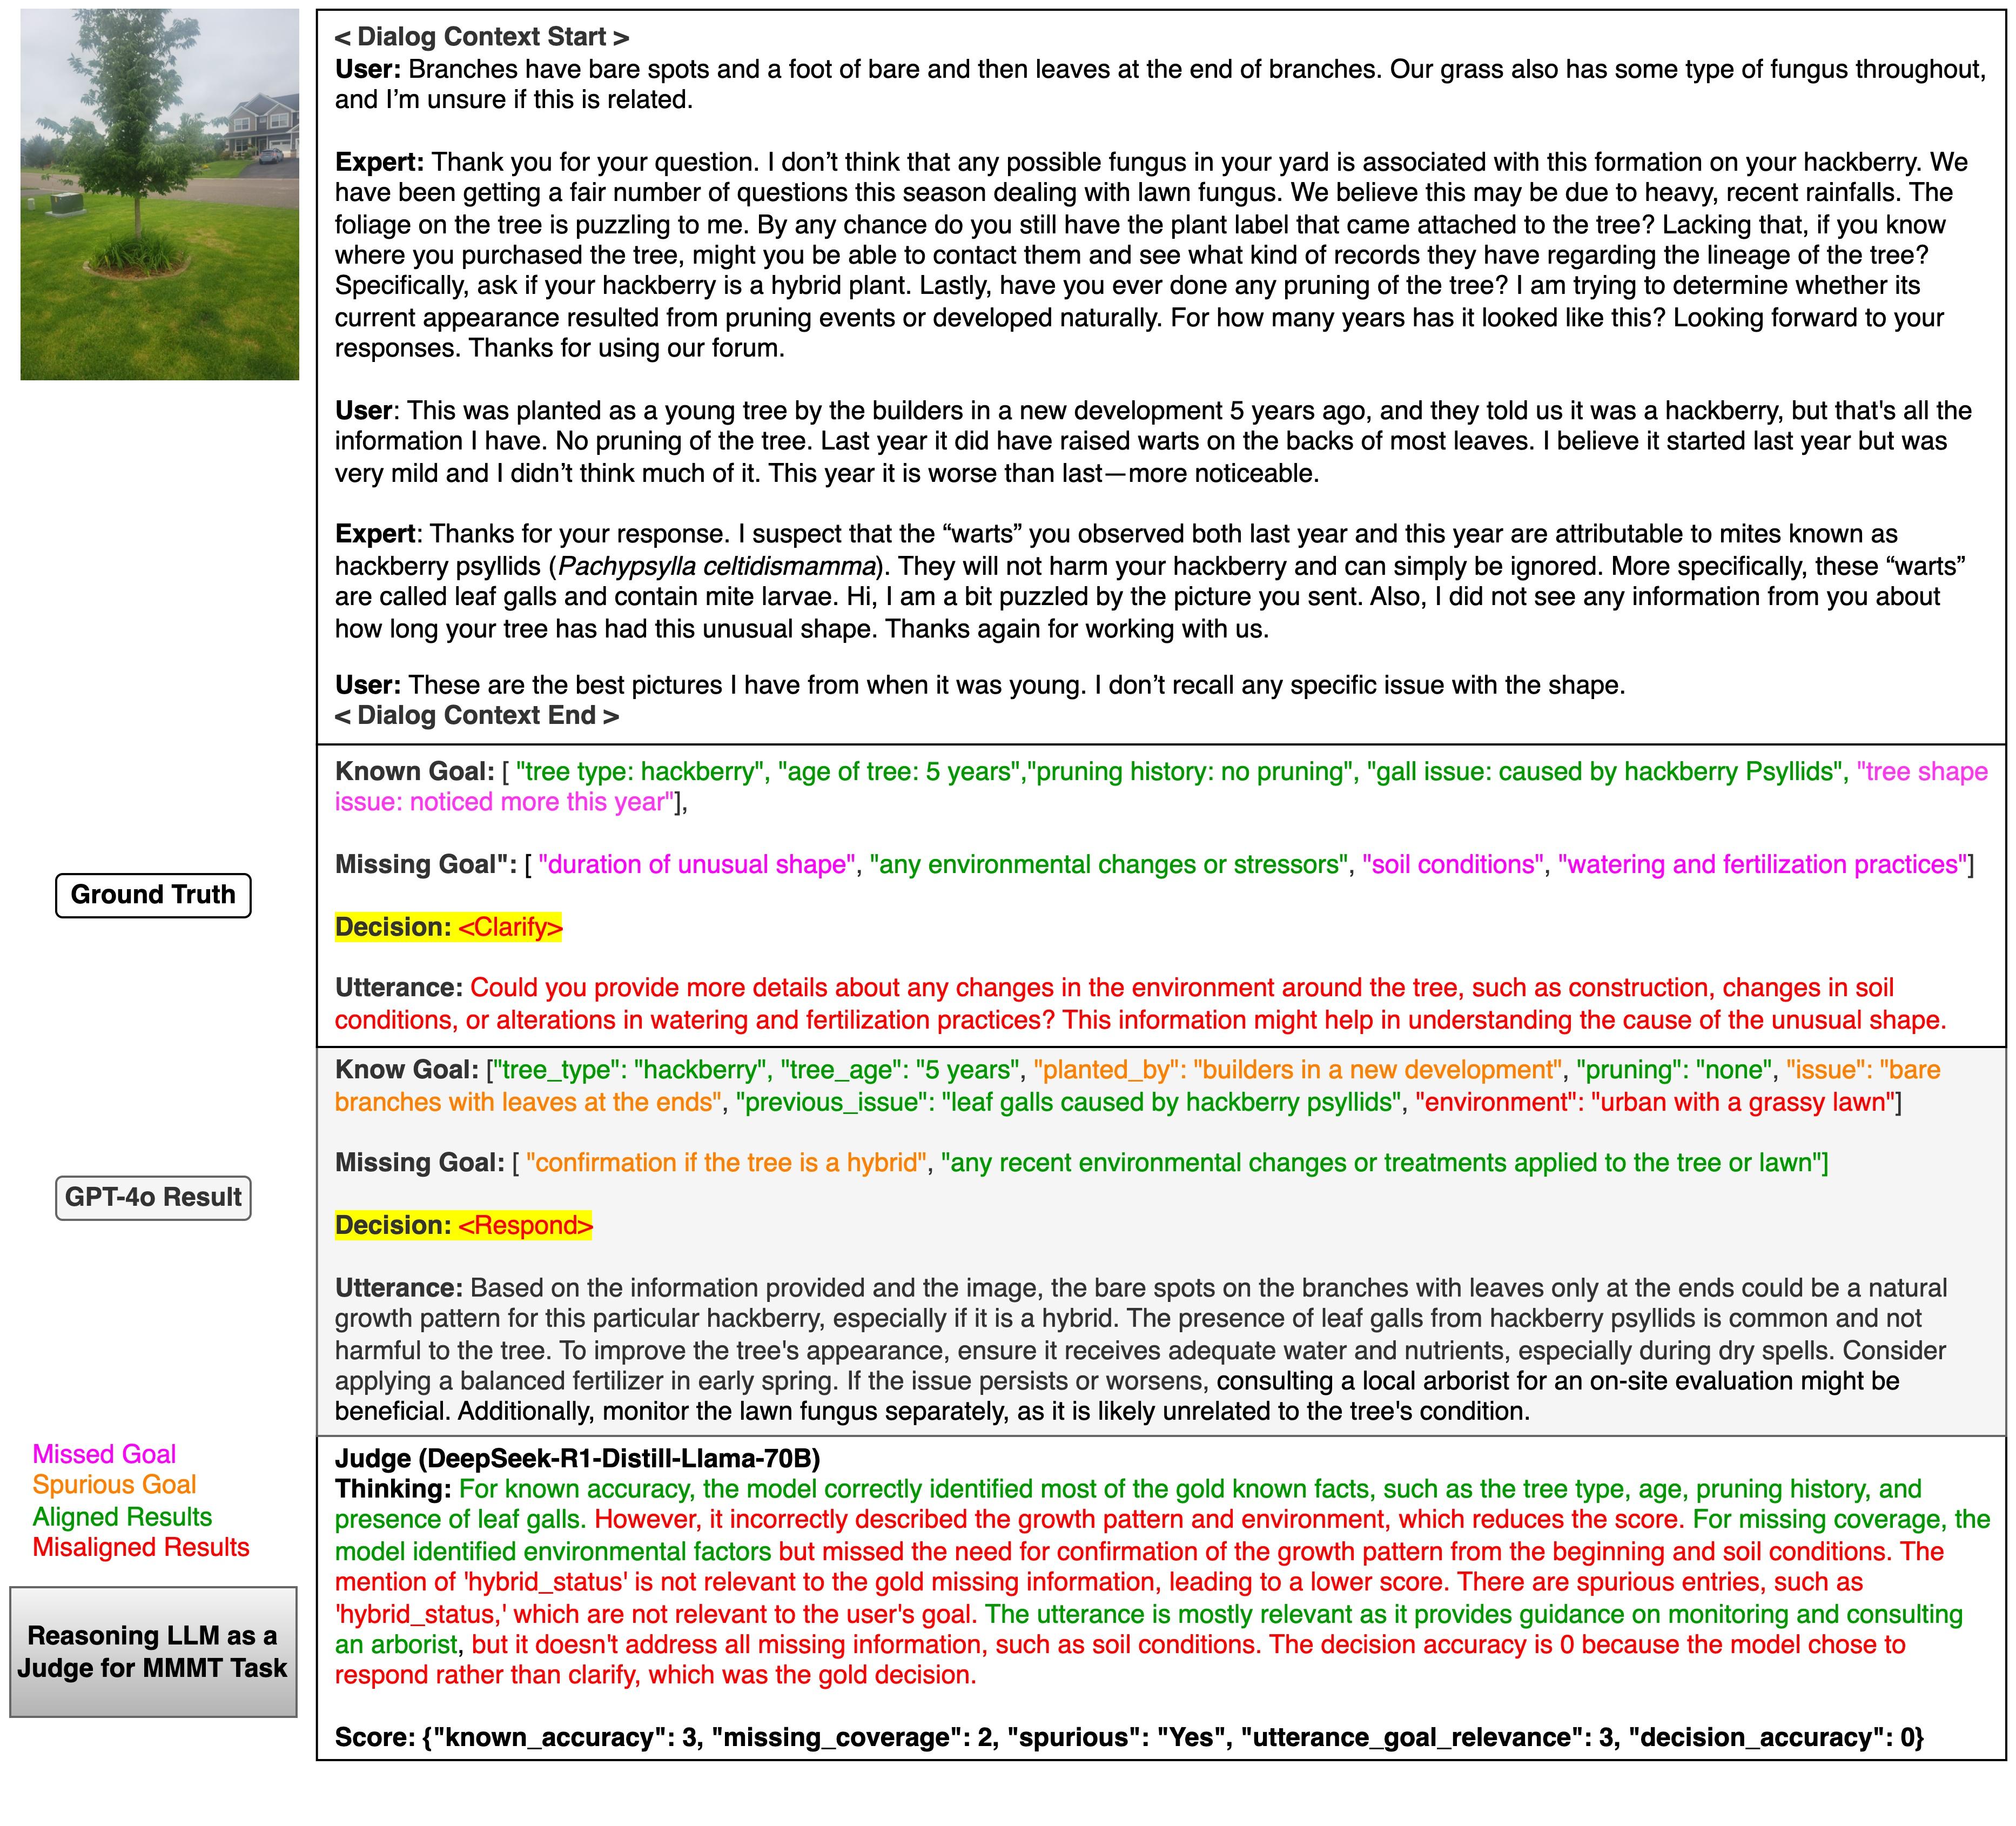 < Dialog Context Start >
User: Branches have bare spots and a foot of bare and then leaves at the end of branches. Our grass also has some type of fungus throughout,
and I’m unsure if this is related.
Expert: Thank you for your question. I don’t think that any possible fungus in your yard is associated with this formation on your hackberry. We
have been getting a fair number of questions this season dealing with lawn fungus. We believe this may be due to heavy, recent rainfalls. The
foliage on the tree is puzzling to me. By any chance do you still have the plant label that came attached to the tree? Lacking that, if you know
where you purchased the tree, might you be able to contact them and see what kind of records they have regarding the lineage of the tree?
Specifically, ask if your hackberry is a hybrid plant. Lastly, have you ever done any pruning of the tree? I am trying to determine whether its
current appearance resulted from pruning events or developed naturally. For how many years has it looked like this? Looking forward to your
responses. Thanks for using our forum.
User: This was planted as a young tree by the builders in a new development 5 years ago, and they told us it was a hackberry, but that's all the
information I have. No pruning of the tree. Last year it did have raised warts on the backs of most leaves. I believe it started last year but was
very mild and I didn’t think much of it. This year it is worse than last—more noticeable.
Expert: Thanks for your response. I suspect that the “warts” you observed both last year and this year are attributable to mites known as
hackberry psyllids (Pachypsylla celtidismamma). They will not harm your hackberry and can simply be ignored. More specifically, these “warts”
are called leaf galls and contain mite larvae. Hi, I am a bit puzzled by the picture you sent. Also, I did not see any information from you about
how long your tree has had this unusual shape. Thanks again for working with us.
User: These are the best pictures I have from when it was young. I don’t recall any specific issue with the shape.
< Dialog Context End >
Ground Truth
Known Goal: [ "tree type: hackberry", "age of tree: 5 years","pruning history: no pruning", "gall issue: caused by hackberry Psyllids", "tree shape
issue: noticed more this year"],
Missing Goal": [ "duration of unusual shape", "any environmental changes or stressors", "soil conditions", "watering and fertilization practices"]
Decision: <Clarify>
Utterance: Could you provide more details about any changes in the environment around the tree, such as construction, changes in soil
conditions, or alterations in watering and fertilization practices? This information might help in understanding the cause of the unusual shape.
GPT-4o Result
Know Goal: ["tree_type": "hackberry", "tree_age": "5 years", "planted_by": "builders in a new development", "pruning": "none", "issue": "bare
branches with leaves at the ends", "previous_issue": "leaf galls caused by hackberry psyllids", "environment": "urban with a grassy lawn"]
Missing Goal: [ "confirmation if the tree is a hybrid", "any recent environmental changes or treatments applied to the tree or lawn"]
Decision: <Respond>
Utterance: Based on the information provided and the image, the bare spots on the branches with leaves only at the ends could be a natural
growth pattern for this particular hackberry, especially if it is a hybrid. The presence of leaf galls from hackberry psyllids is common and not
harmful to the tree. To improve the tree's appearance, ensure it receives adequate water and nutrients, especially during dry spells. Consider
applying a balanced fertilizer in early spring. If the issue persists or worsens, consulting a local arborist for an on-site evaluation might be
beneficial. Additionally, monitor the lawn fungus separately, as it is likely unrelated to the tree's condition.
Missed Goal
Spurious Goal
Aligned Results
Misaligned Results
Reasoning LLM as a
Judge for MMMT Task
Judge (DeepSeek-R1-Distill-Llama-70B)
Thinking: For known accuracy, the model correctly identified most of the gold known facts, such as the tree type, age, pruning history, and
presence of leaf galls. However, it incorrectly described the growth pattern and environment, which reduces the score. For missing coverage, the
model identified environmental factors but missed the need for confirmation of the growth pattern from the beginning and soil conditions. The
mention of 'hybrid_status' is not relevant to the gold missing information, leading to a lower score. There are spurious entries, such as
'hybrid_status,' which are not relevant to the user's goal. The utterance is mostly relevant as it provides guidance on monitoring and consulting
an arborist, but it doesn't address all missing information, such as soil conditions. The decision accuracy is 0 because the model chose to
respond rather than clarify, which was the gold decision.
Score: {"known_accuracy": 3, "missing_coverage": 2, "spurious": "Yes", "utterance_goal_relevance": 3, "decision_accuracy": 0}